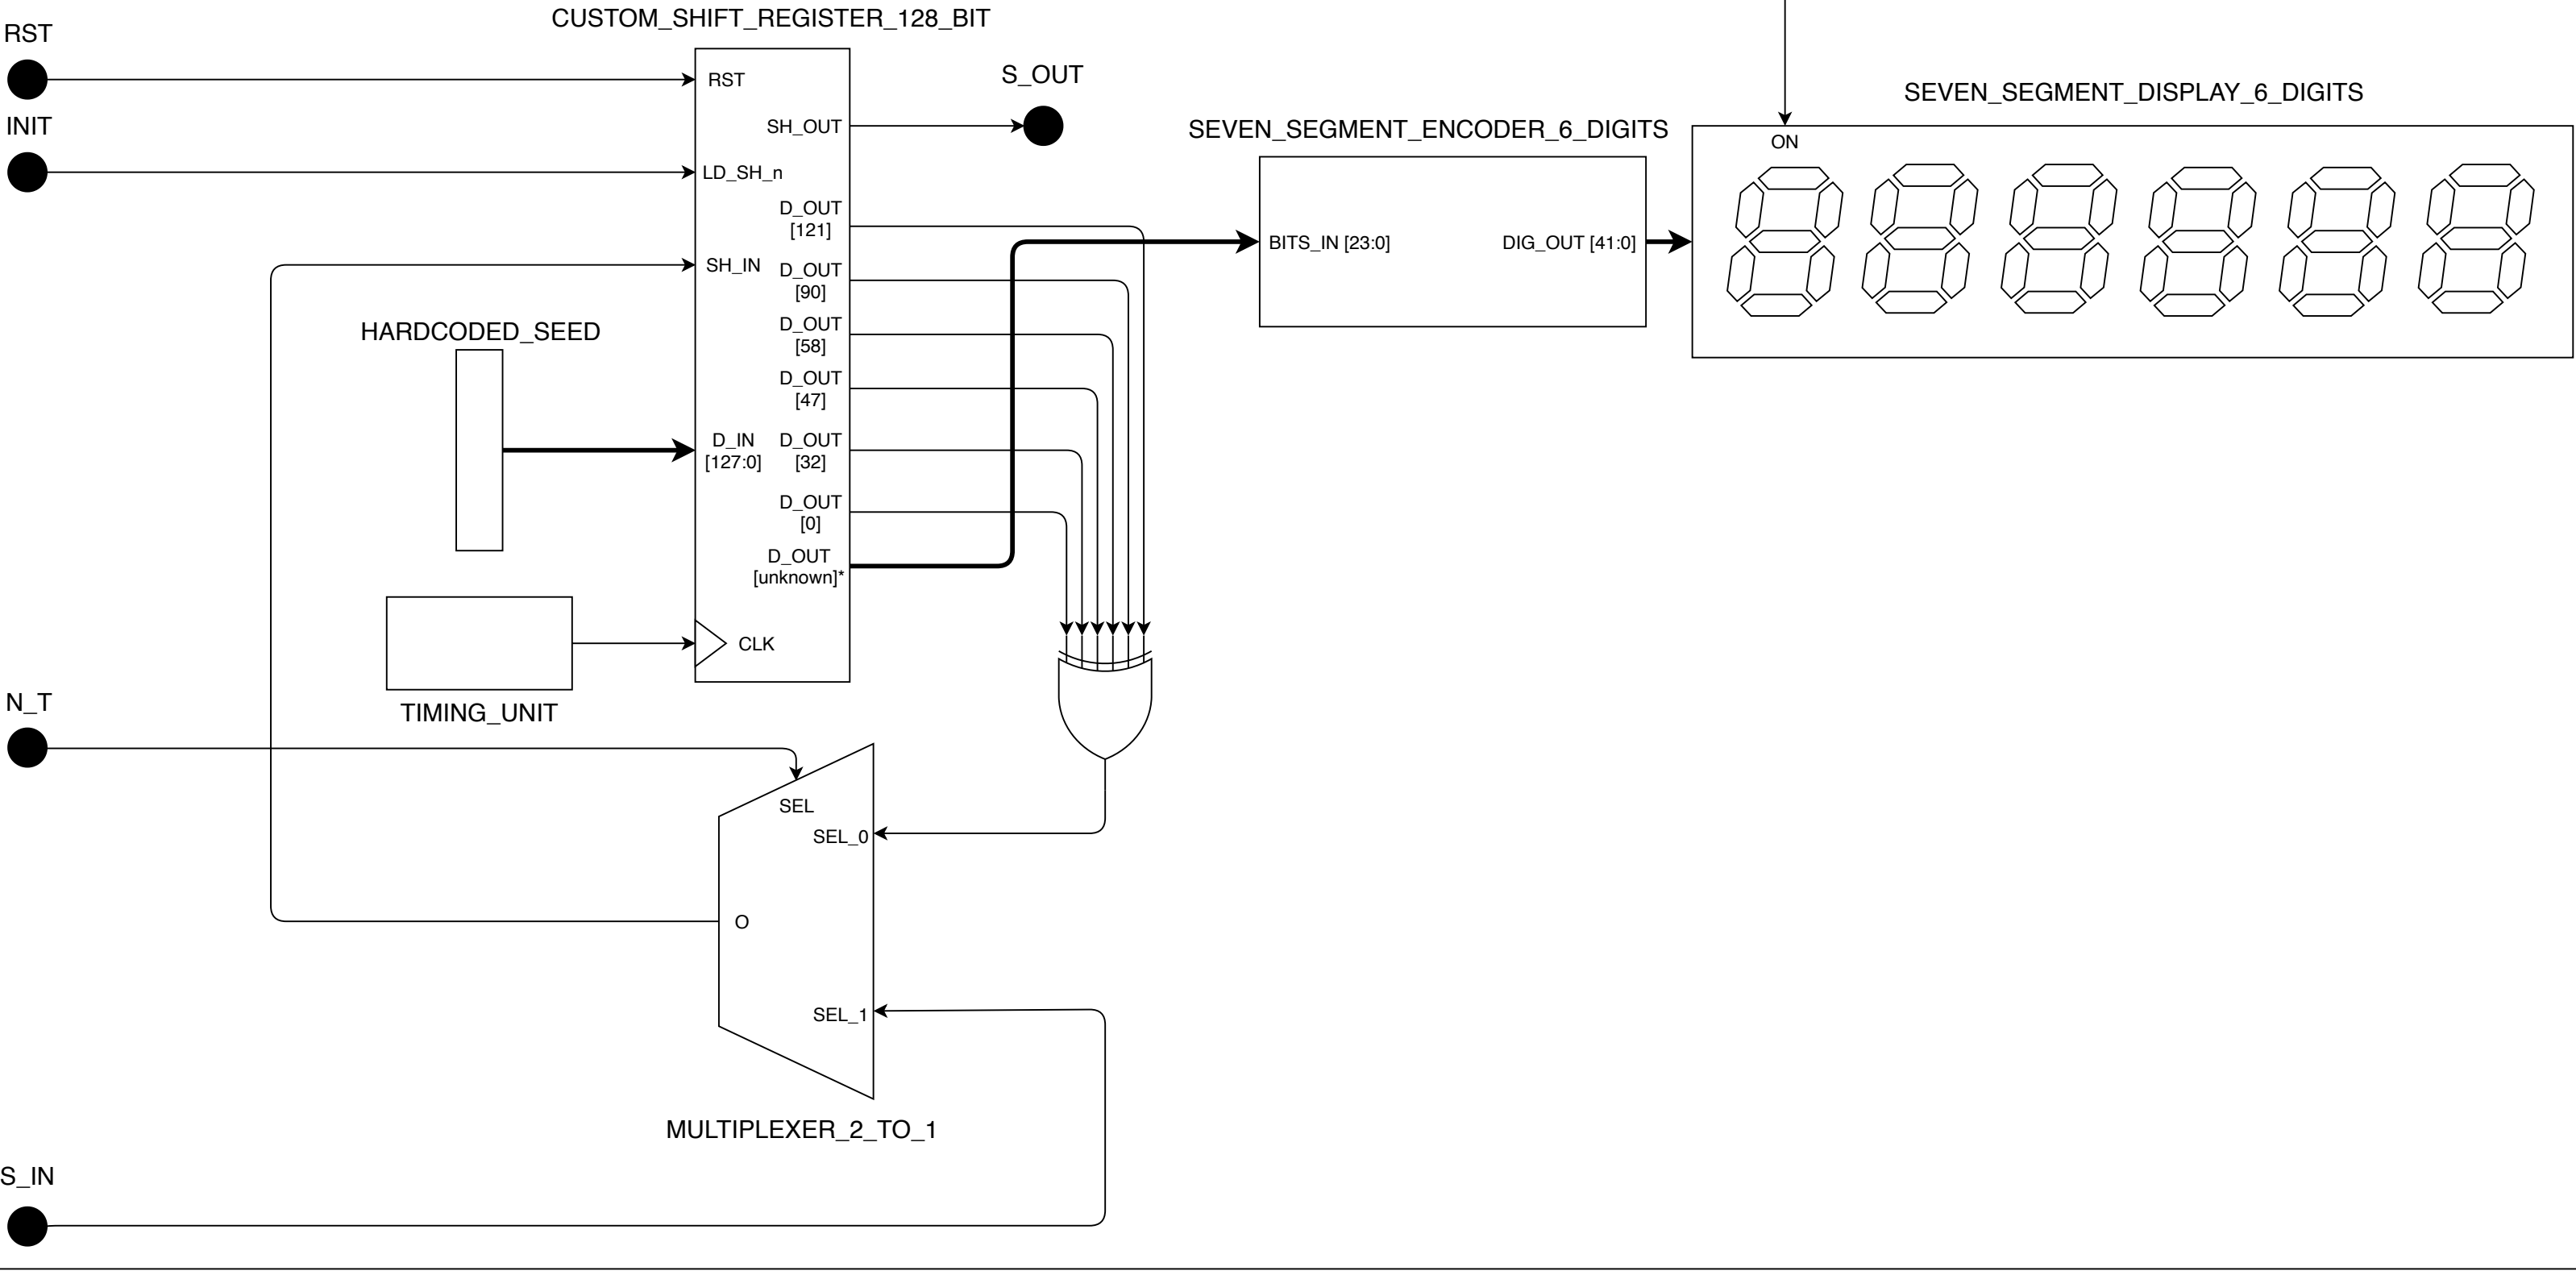 CUSTOM_SHIFT_REGISTER_128_BIT
RST
RST
SH_OUT
S_OUT
INIT
LD_SH_n
D_OUT
[121]
SH_IN
D_OUT
[90]
D_OUT
[58]
D_OUT
[47]
HARDCODED_SEED
D_IN
[127:0]
D_OUT
[32]
D_OUT
[0]
D_OUT
[unknown]*
CLK
TIMING_UNIT
SEVEN_SEGMENT_ENCODER_6_DIGITS
BITS_IN [23:0]
DIG_OUT [41:0]
SEVEN_SEGMENT_DISPLAY_6_DIGITS
ON
N_T
SEL
SEL_0
O
SEL_1
MULTIPLEXER_2_TO_1
S_IN